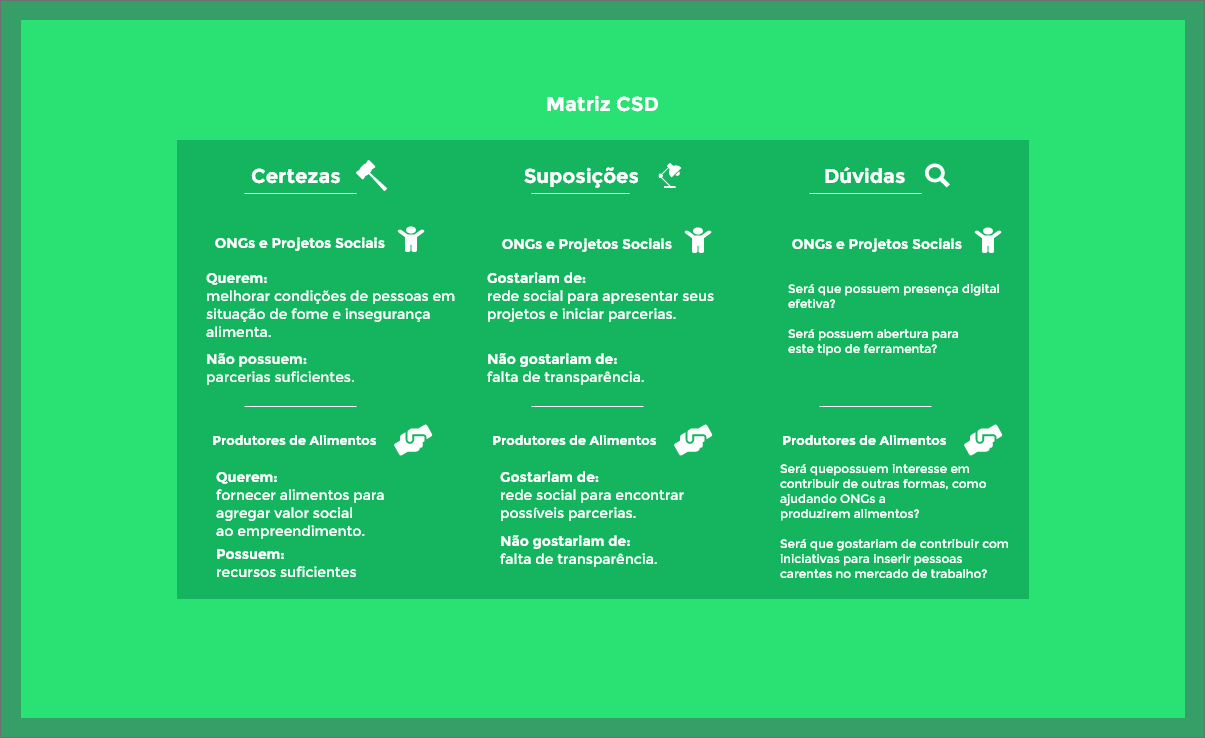 Matriz CSD
Certezas
ONGs e Projetos Sociais
Querem:
melhorar condições de pessoas em
situação de fome e insegurança
alimenta.
Não possuem:
parcerias suficientes.
Produtores de Alimentos
Querem:
fornecer alimentos para
agregar valor social
ao empreendimento.
Possuem:
recursos suficientes
Suposições
ONGs e Projetos Sociais
Gostariam de:
rede social para apresentar seus
projetos e iniciar parcerias.
Não gostariam de:
falta de transparência.
Produtores de Alimentos
Gostariam de:
rede social para encontrar
possíveis parcerias.
Não gostariam de:
falta de transparência.
Dúvidas
ONGs e Projetos Sociais
Será que possuem presença digital
efetiva?
Será possuem abertura para
este tipo de ferramenta?
Produtores de Alimentos
Será quepossuem interesse em
contribuir de outras formas, como
ajudando ONGs a
produzirem alimentos?
Será que gostariam de contribuir com
iniciativas para inserir pessoas
carentes no mercado de trabalho?